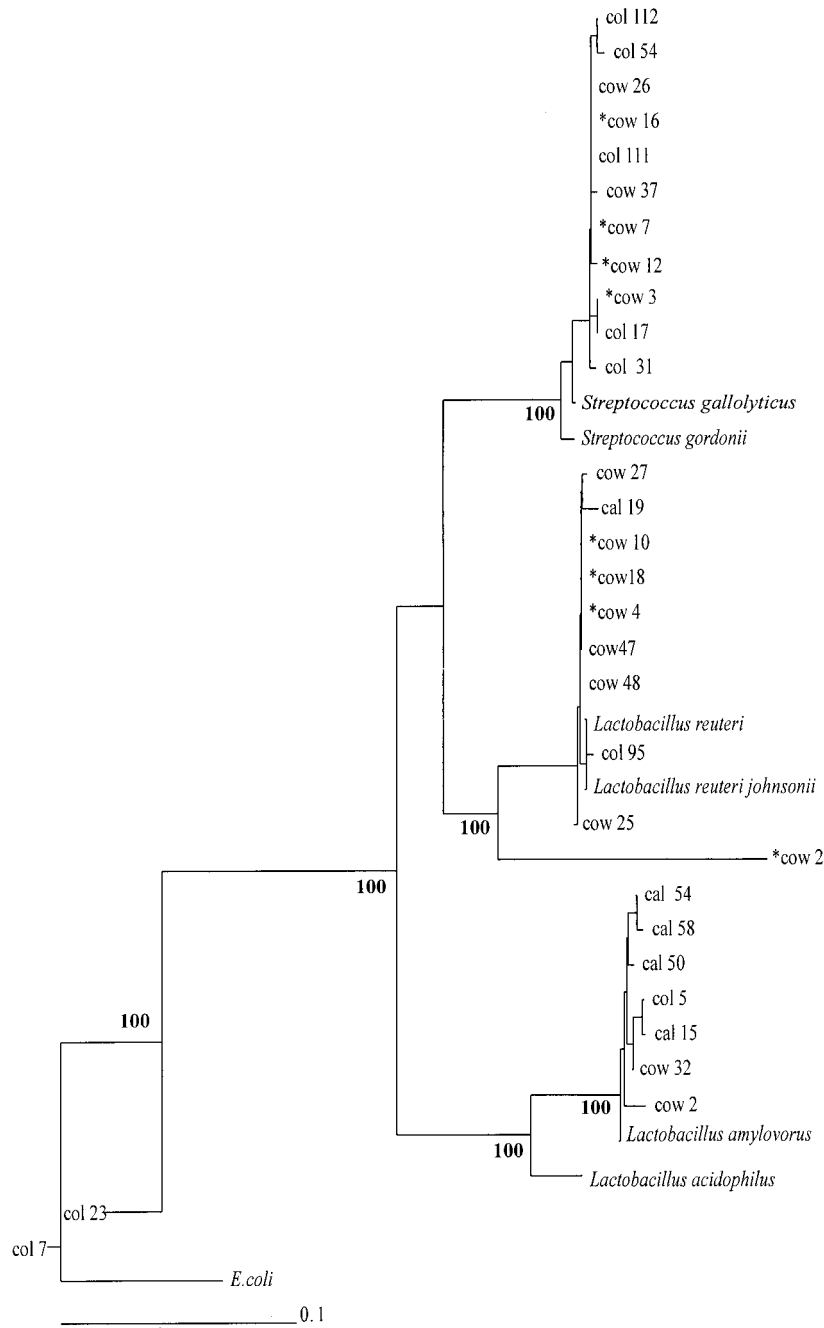 col 112
col 54
cow 26
*cow 16
col 111
cow 37
*cow 7
*cow 12
*cow 3
col 17
col 31
Streptococcus gallolyticus
100
Streptococcus gordonii
cow 27
cal 19
*cow 10
*cow18
*cow 4
cow47
cow 48
Lactobacillus reuteri
col 95
Lactobacillus reuteri johnsonii
cow 25
100
*cow 2
100
cal 54
cal 58
cal 50
col 5
100
cal 15
cow 32
cow 2
100
Lactobacillus amylovorus
100
Lactobacillus acidophilus
col 23
col 7
E.coli
0.1